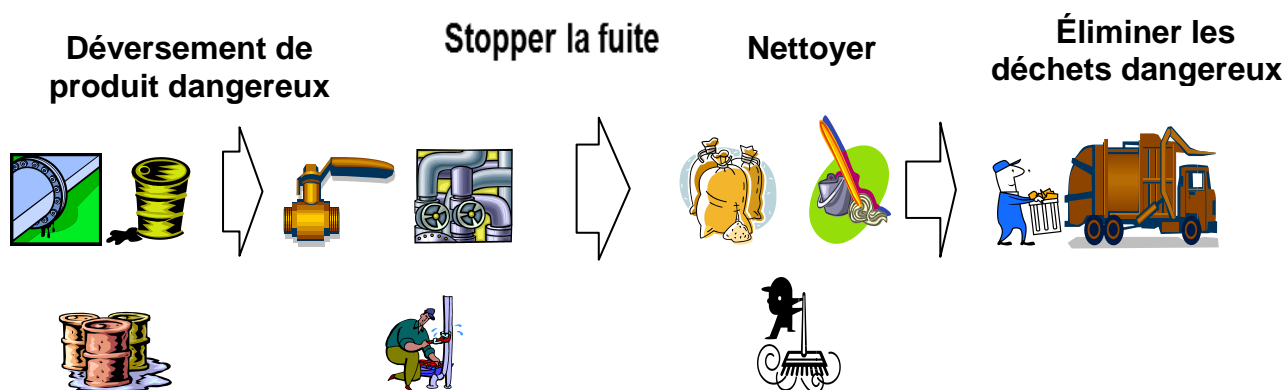 Déversement de
produit dangereux
Stopper la fuite
Nettoyer
Éliminer les
déchets dangereux